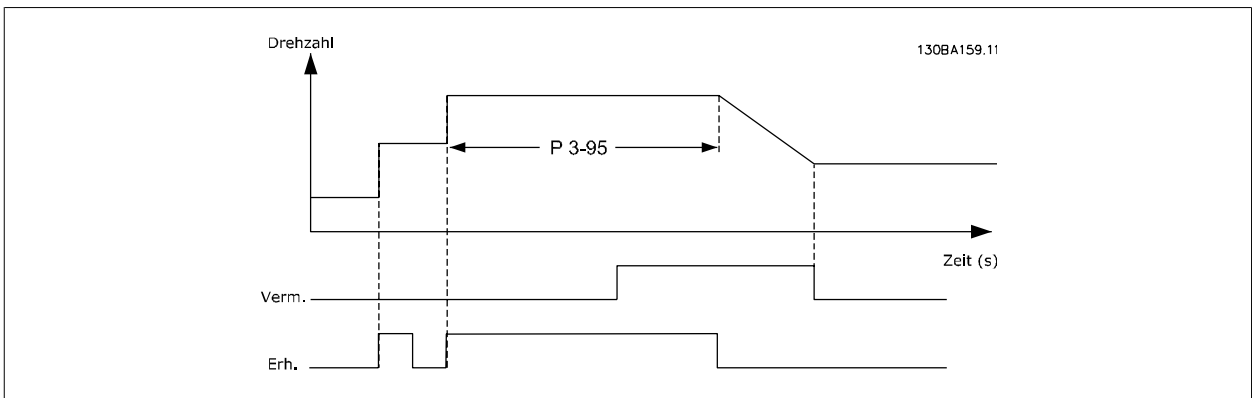 Drehzahl
130BA159.11
P 3-95
Zeit (s)
Verm.
Erh.